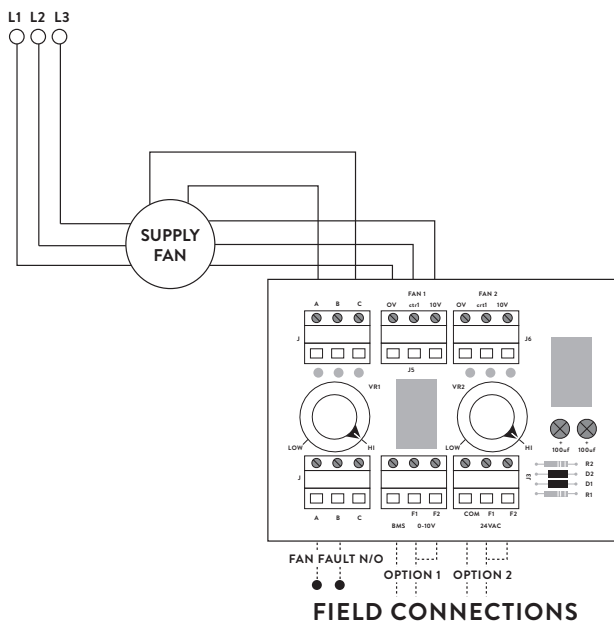 L1 L2 L3
SUPPLY
FAN
FAN 1 FAN 2
A B C OV ctr1 10V OV crt1 10V
J J6
J5
VR1 VR2
LOW HI LOW HI
+ +
100uf 100uf
R2
D2
D1
R1
J J3
F1 F2 COM F1 F2
A B BMS 0-10V 24VAC
C
FAN FAULT N/O
OPTION 1 OPTION 2
FIELD CONNECTIONS